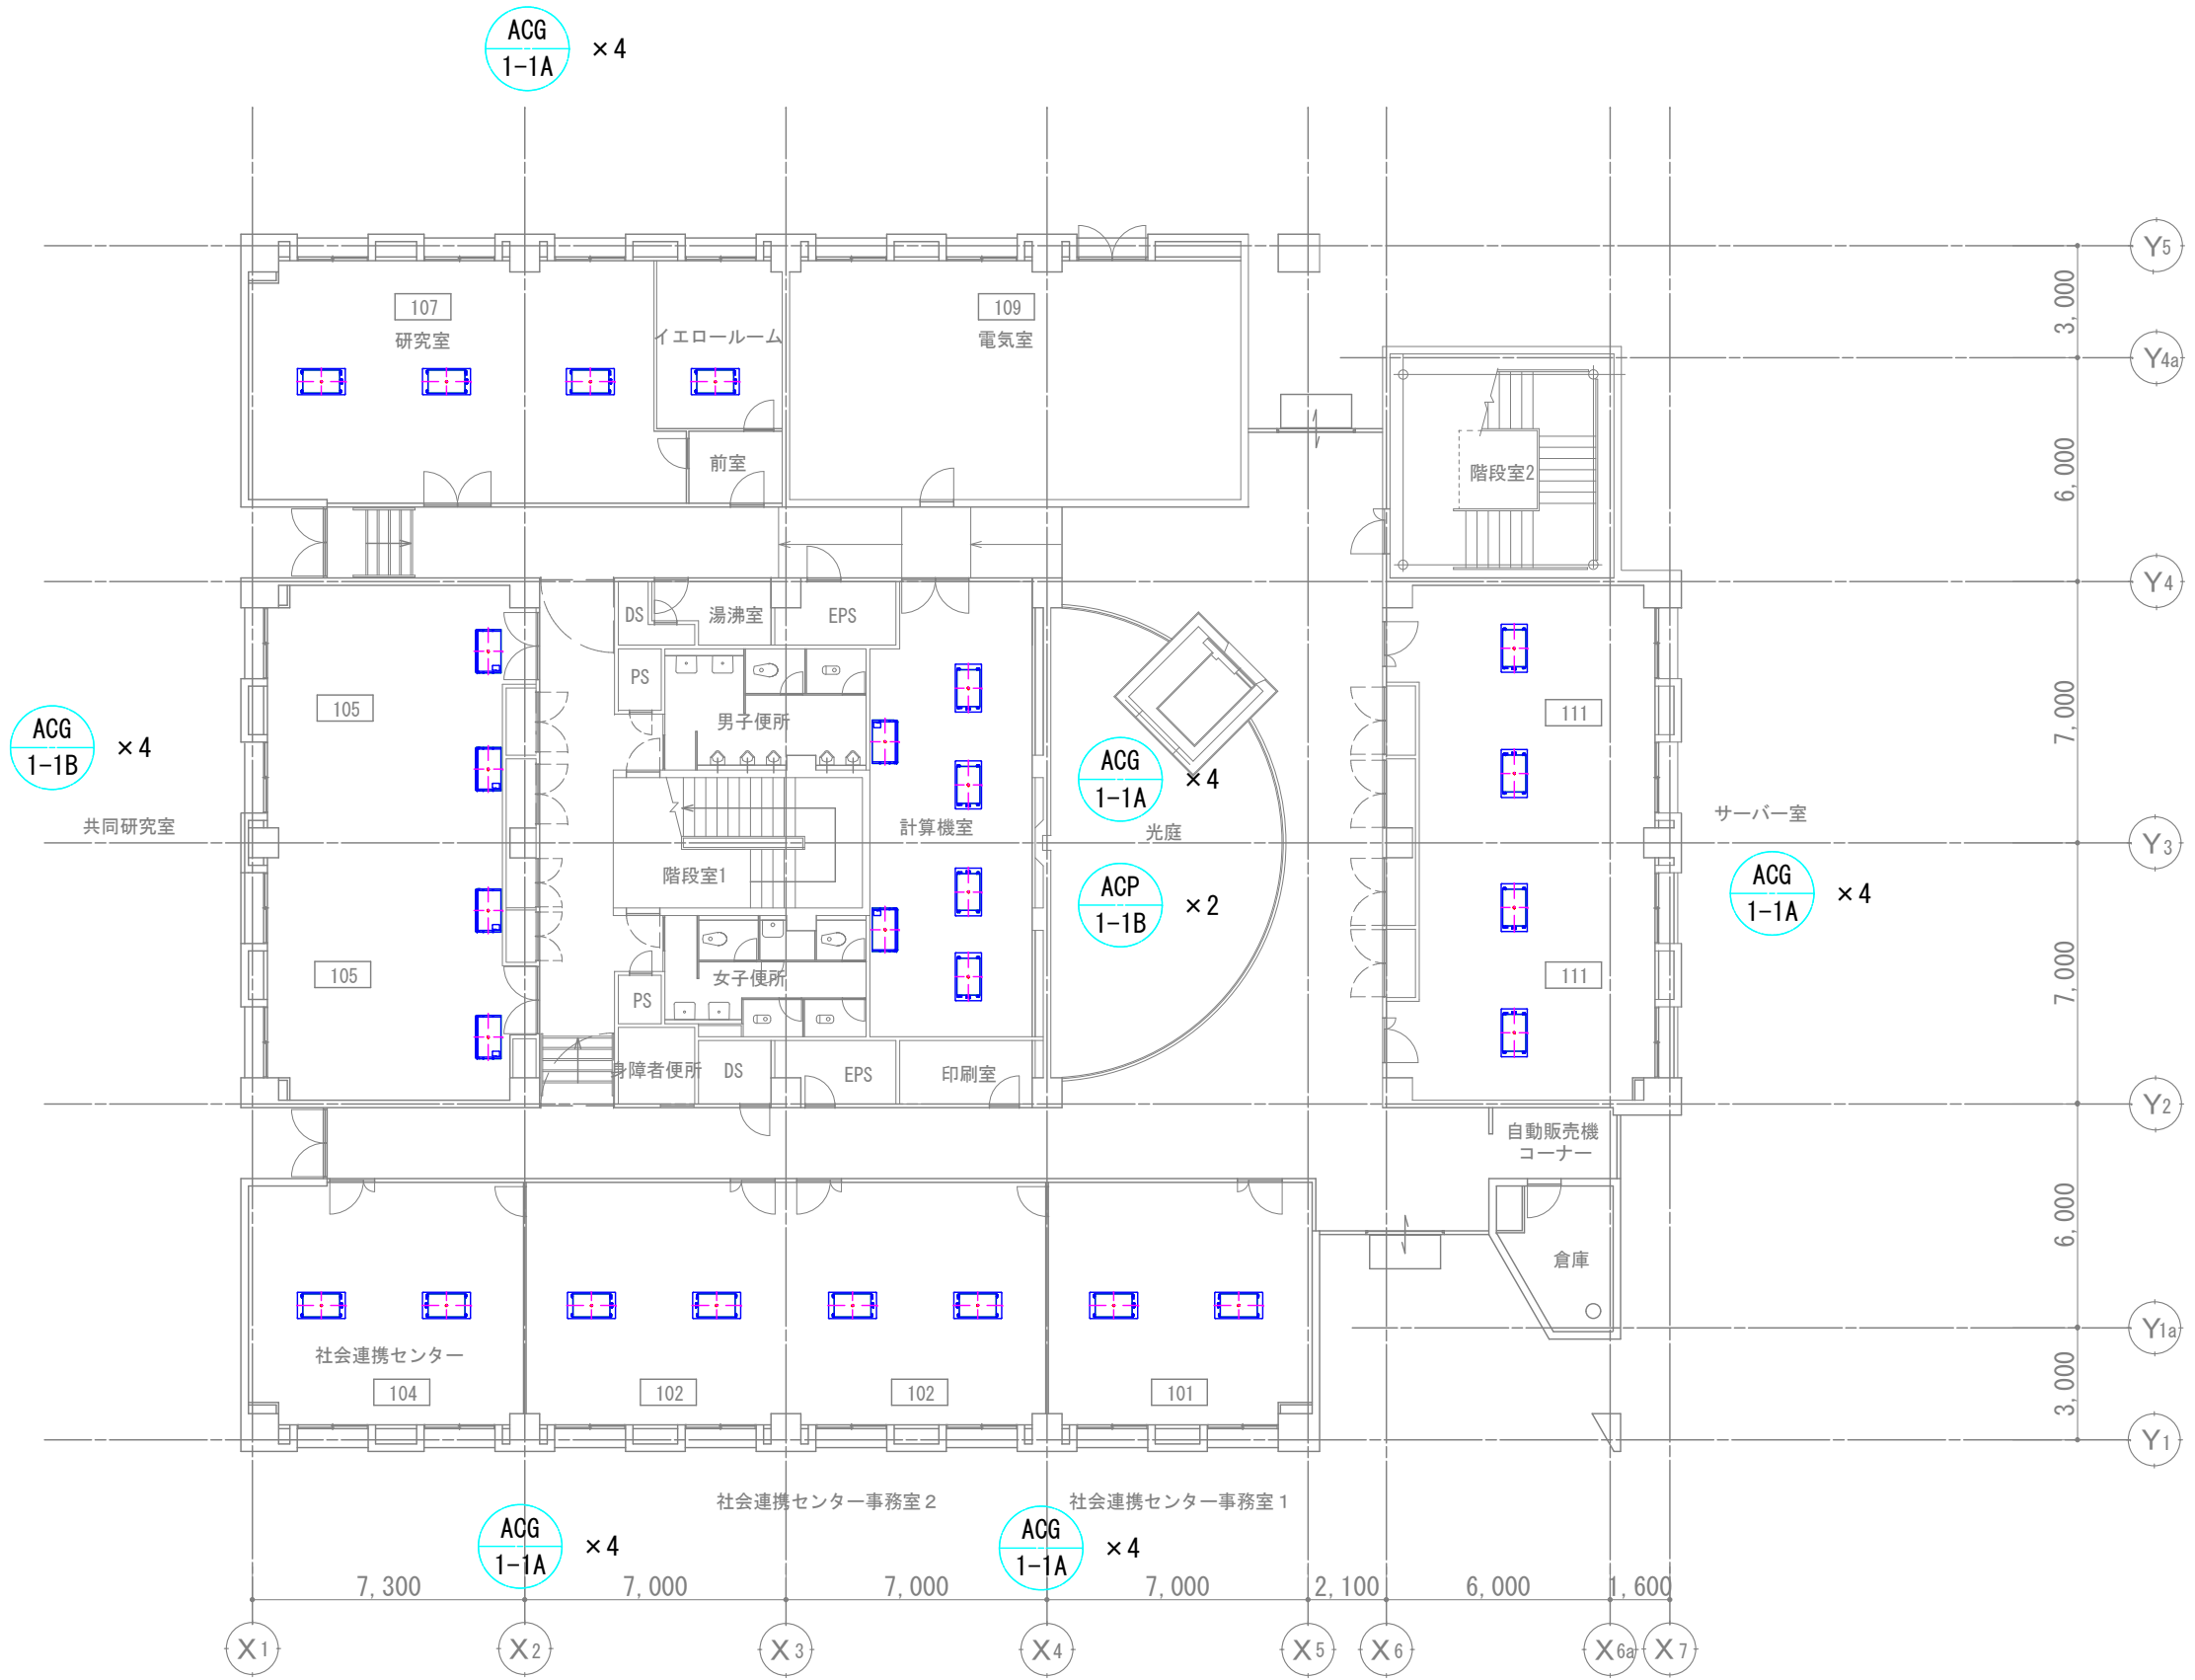 ACG
1-1A
×4
Y5
3,000
107
研究室
イエロールーム
109
電気室
Y4a
前室
階段室2
6,000
Y4
DS
湯沸室
EPS
PS
105
男子便所
111
7,000
ACG
1-1B
×4
ACG
1-1A
×4
共同研究室
計算機室
光庭
サーバー室
Y3
階段室1
ACP
1-1B
×2
ACG
1-1A
×4
105
女子便所
111
7,000
PS
身障者便所
DS
EPS
印刷室
Y2
自動販売機
コーナー
6,000
倉庫
Y1a
社会連携センター
104
102
102
101
3,000
Y1
社会連携センター事務室2
社会連携センター事務室1
ACG
1-1A
×4
ACG
1-1A
×4
7,300
7,000
7,000
7,000
2,100
6,000
1,600
X1
X2
X3
X4
X5
X6
X6a
X7